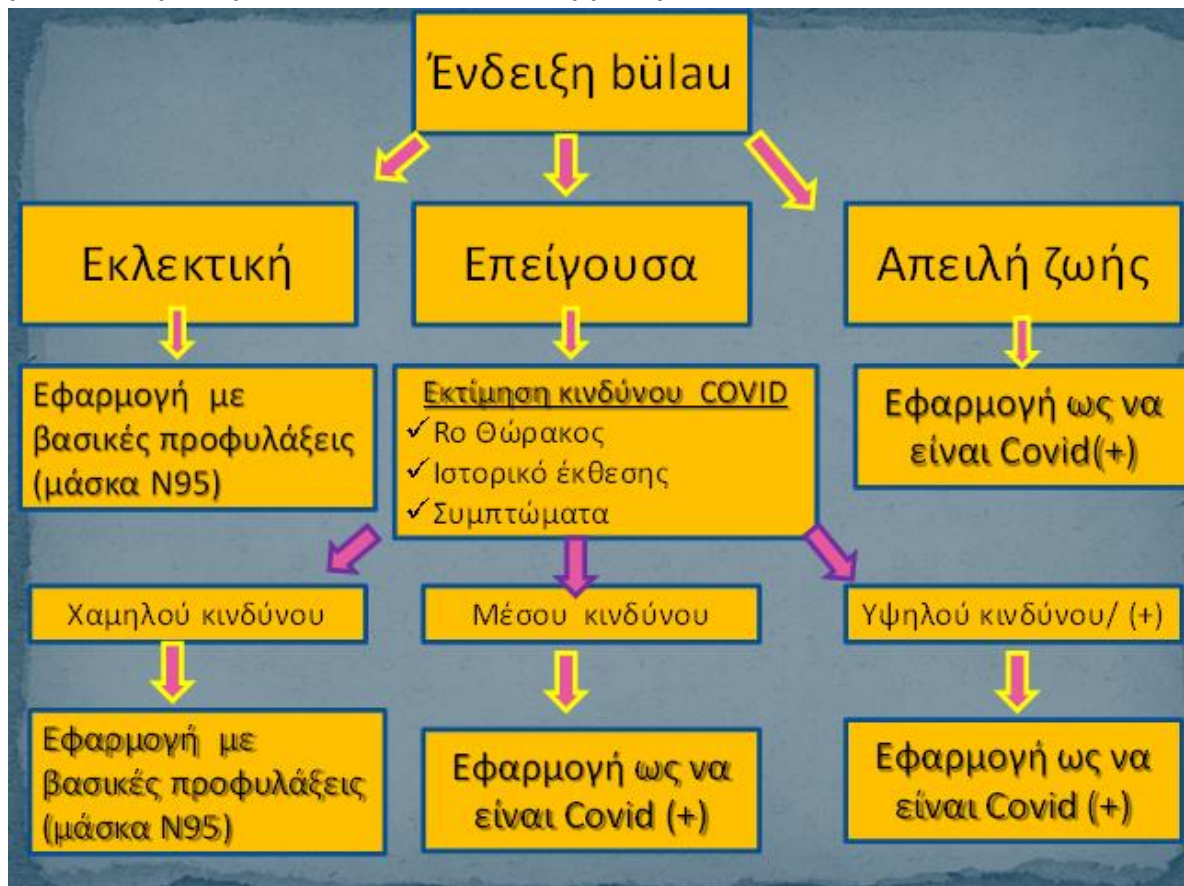 Ένδειξη bülau
Εκλεκτική
Επείγουσα
Απειλή ζωής
Εφαρμογή με
βασικές προφυλάξεις
(μάσκα N95)
Εκτίμηση κινδύνου COVID
✓ Ro Θώρακος
✓ Ιστορικό έκθεσης
✓ Συμπτώματα
Εφαρμογή ως να
είναι Covid(+)
Χαμηλού κινδύνου
Μέσου κινδύνου
Υψηλού κινδύνου/ (+)
Εφαρμογή με
βασικές προφυλάξεις
(μάσκα N95)
Εφαρμογή ως να
είναι Covid (+)
Εφαρμογή ως να
είναι Covid (+)